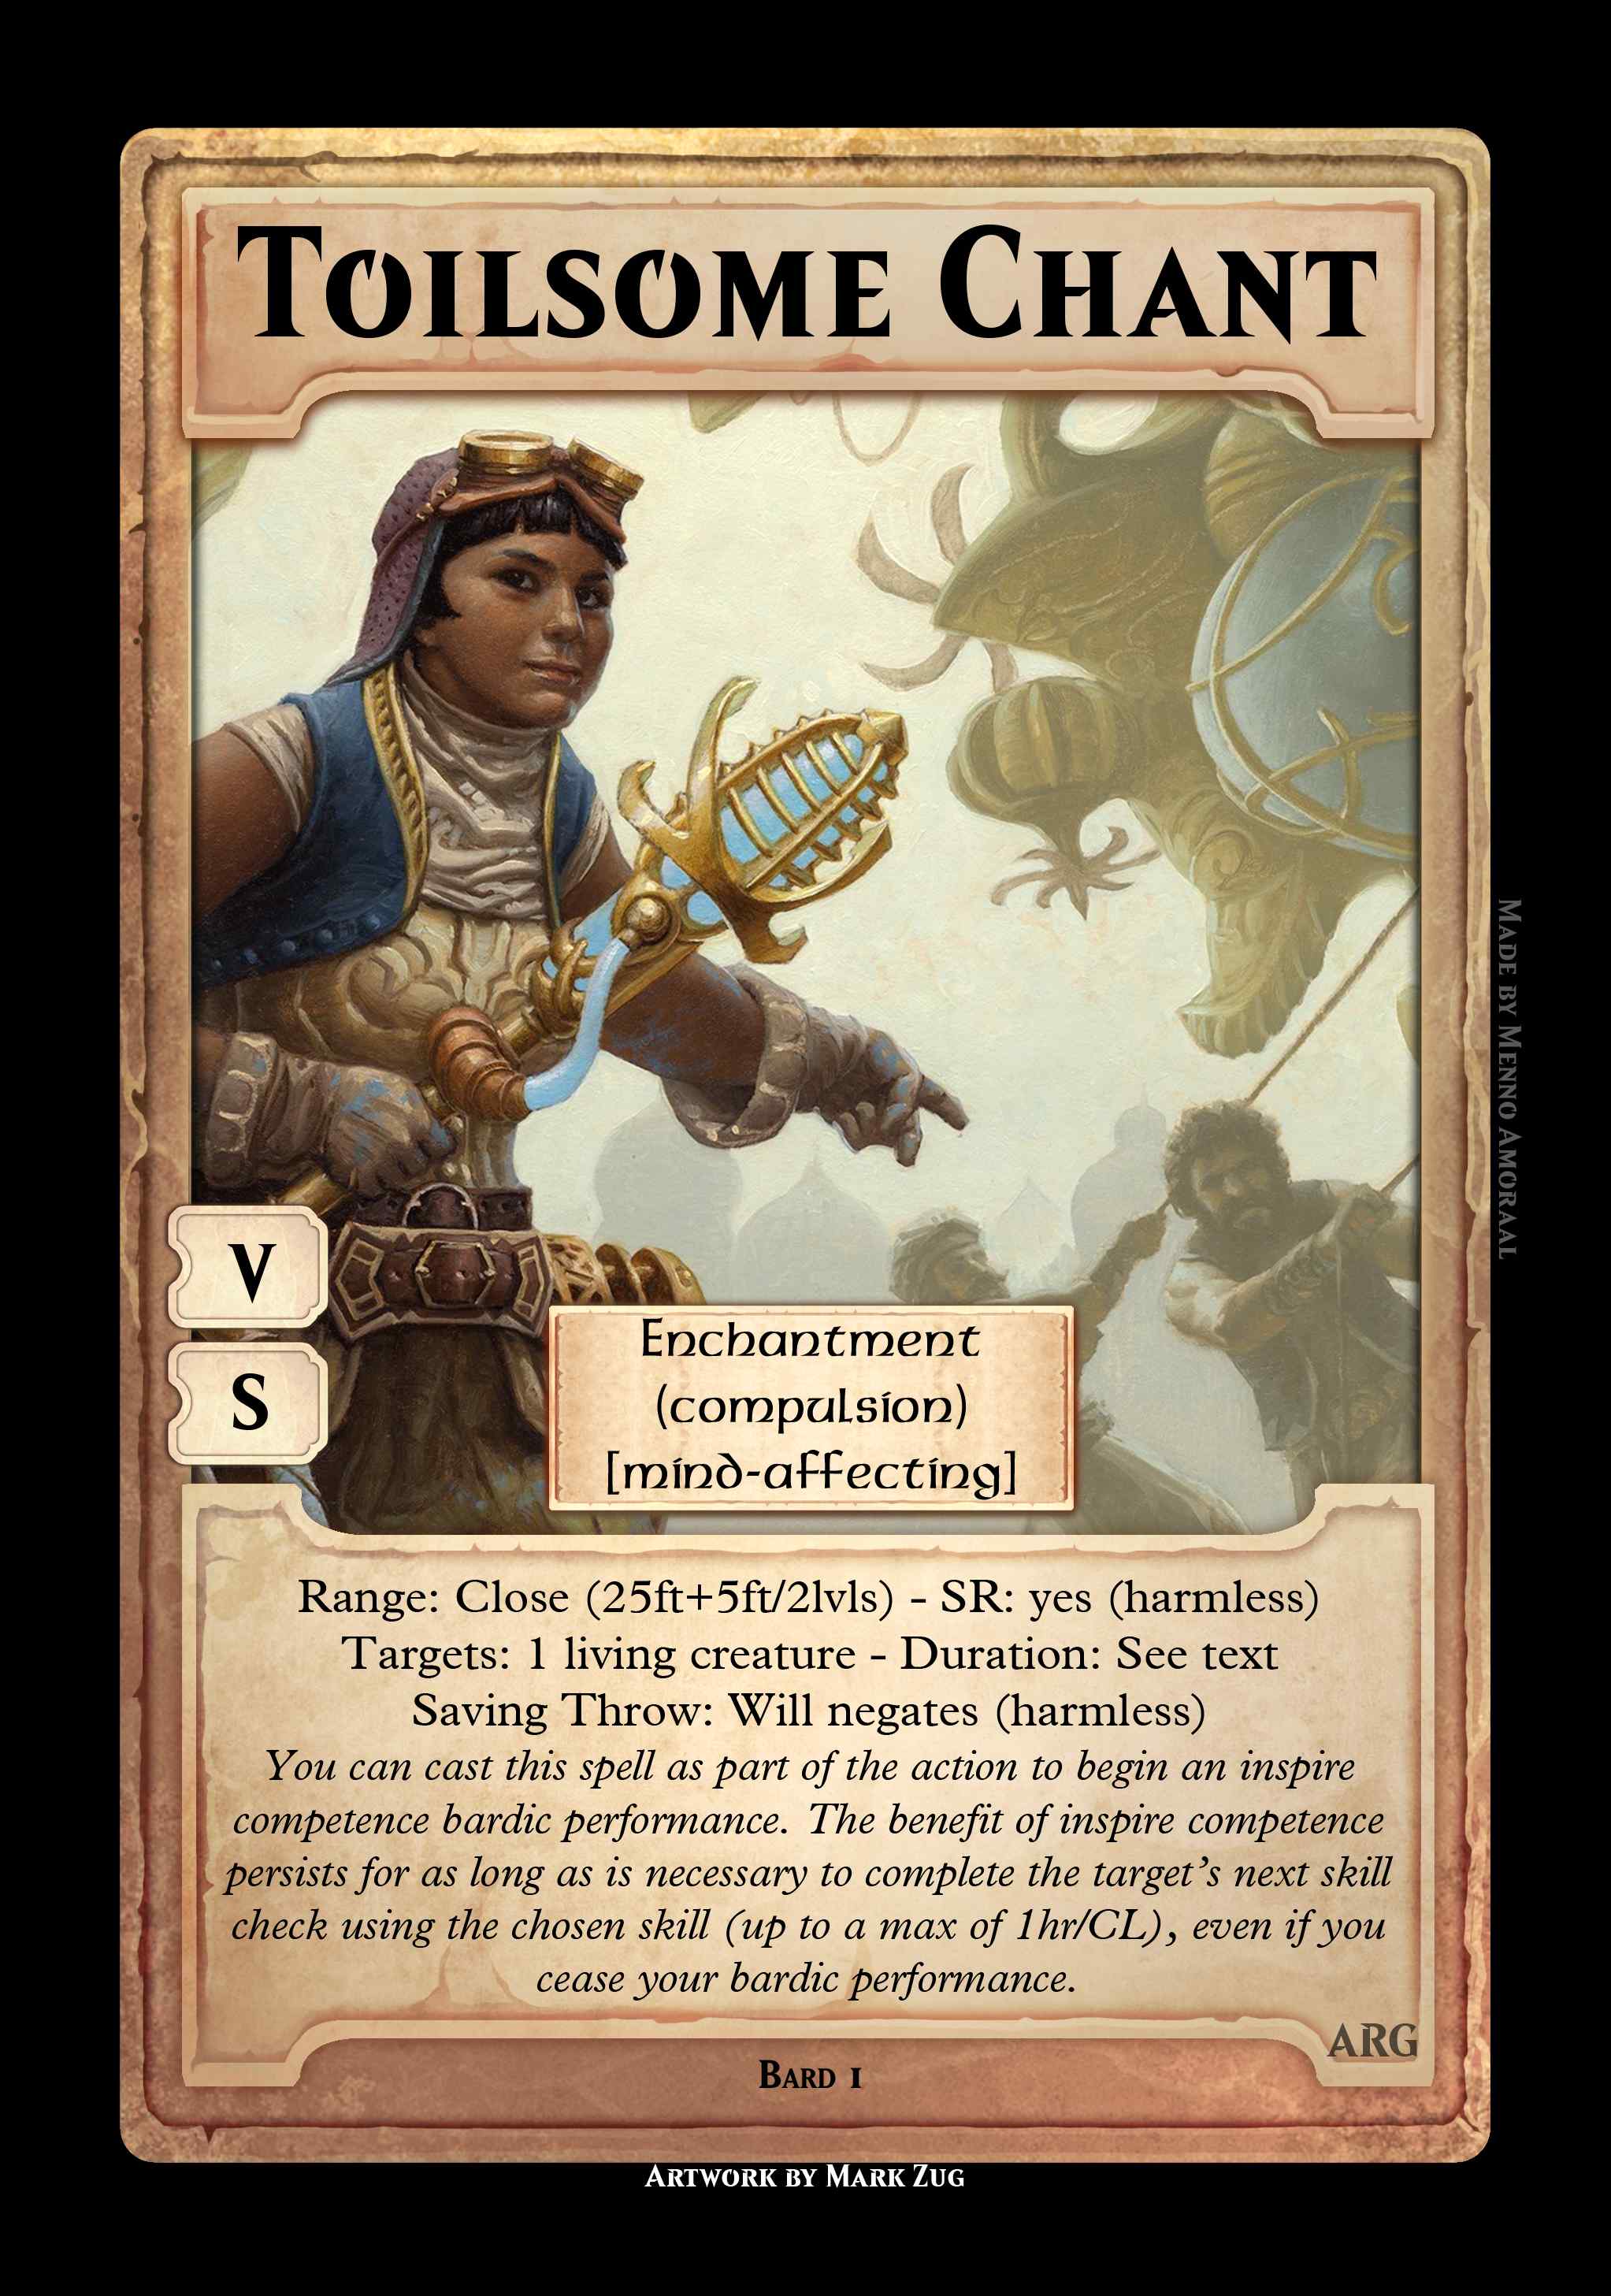 Toilsome Chant
V
S
Enchantment
(compulsion)
[mind-affecting]
Range: Close (25ft+5ft/2lvls) - SR: yes (harmless)
Targets: 1 living creature - Duration: See text
Saving Throw: Will negates (harmless)
You can cast this spell as part of the action to begin an inspire
competence bardic performance. The benefit of inspire competence
persists for as long as is necessary to complete the target's next skill
check using the chosen skill (up to a max of 1hr/CL), even if you
cease your bardic performance.
ARG
Bard 1
Artwork by Mark Zug
Made by Menno Amoraal